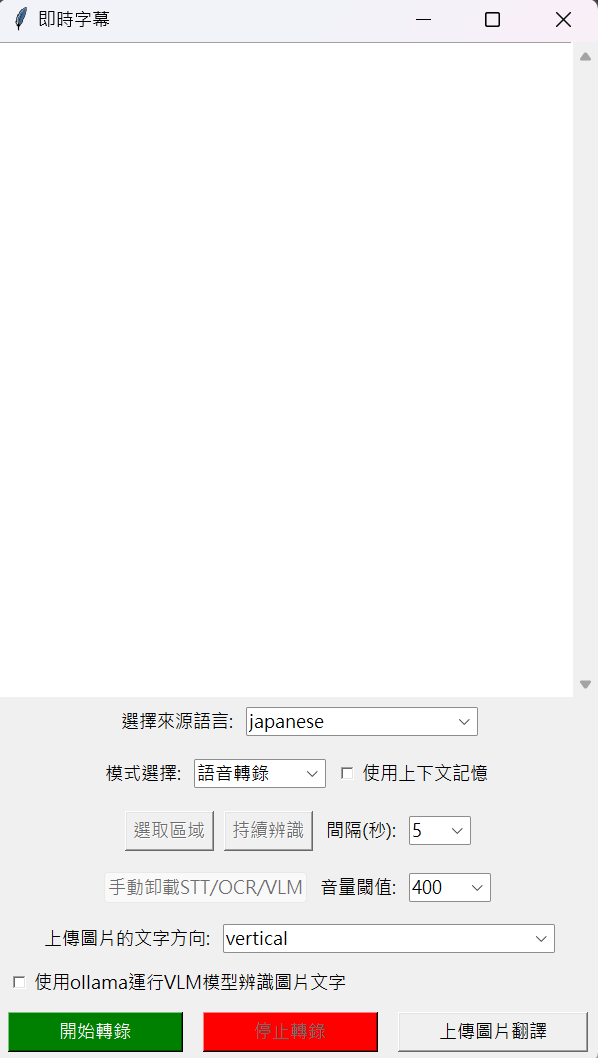 即時字幕
選擇來源語言: japanese
模式選擇: 語音轉錄 使用上下文記憶
選取區域 持續辨識 間隔(秒): 5
手動卸載STT/OCR/VLM 音量閾值: 400
上傳圖片的文字方向: vertical
使用ollama運行VLM模型辨識圖片文字
開始轉錄 停止轉錄 上傳圖片翻譯